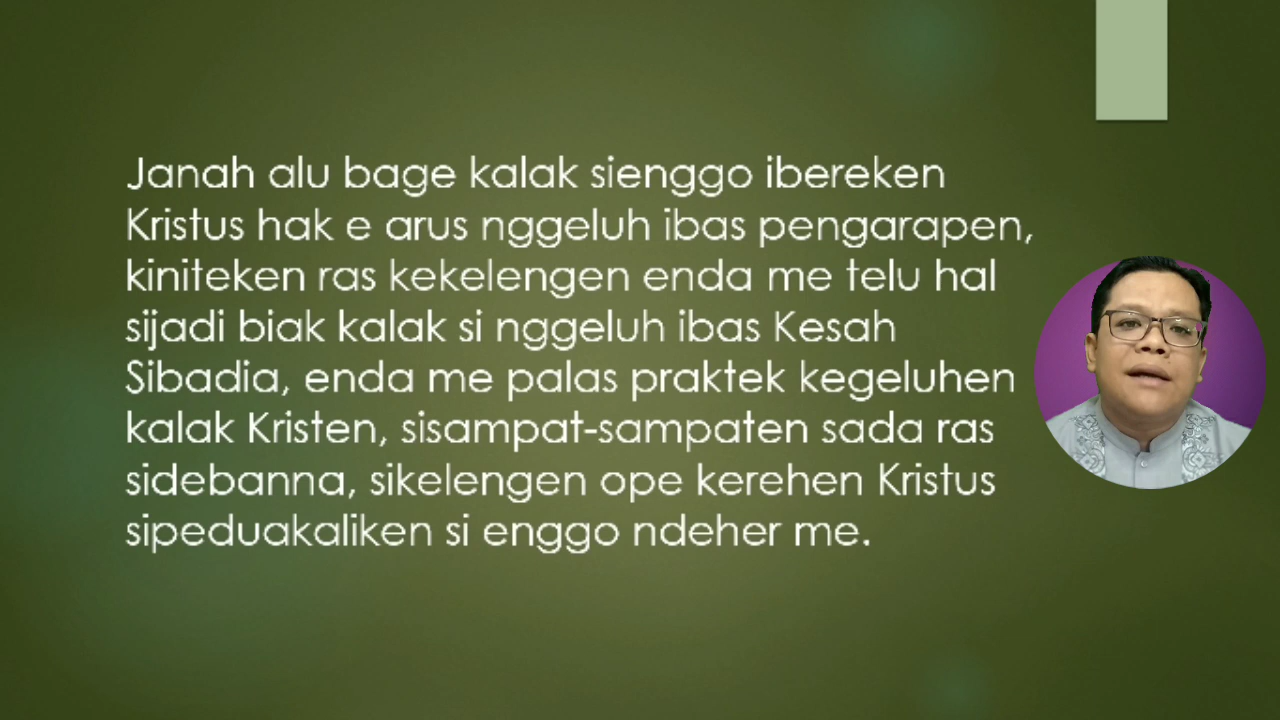 Janah alu bage kalak sienggo ibereken
Kristus hak e arus nggeluh ibas pengarapen,
kiniteken ras kekelengen enda me telu hal
sijadi biak kalak si nggeluh ibas Kesah
Sibadia, enda me palas praktek kegeluhen
kalak Kristen, sisampat-sampaten sada ras
sidebanna, sikelengen ope kerehen Kristus
sipeduakaliken si enggo ndeher me.